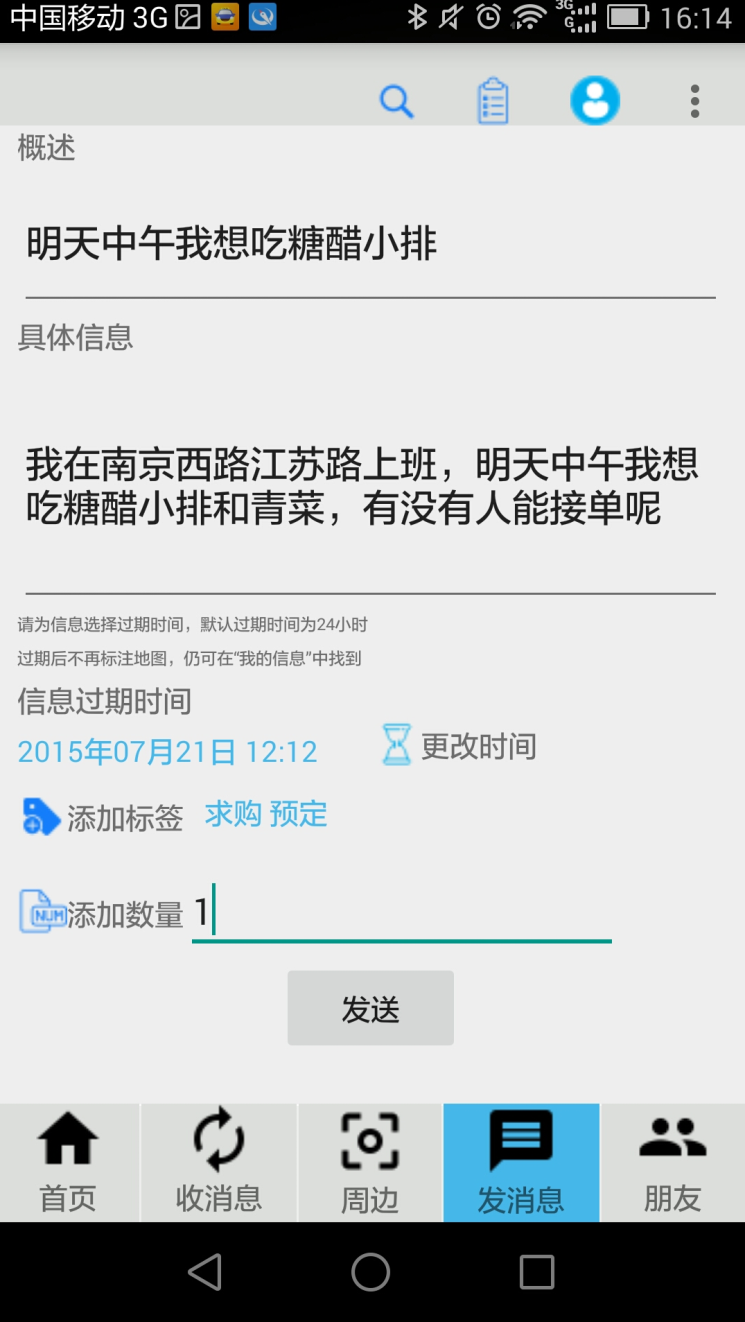 中国移动 3G
3G
G
16:14
概述
明天中午我想吃糖醋小排
具体信息
我在南京西路江苏路上班，明天中午我想
吃糖醋小排和青菜，有没有人能接单呢
请为信息选择过期时间，默认过期时间为24小时
过期后不再标注地图，仍可在“我的信息”中找到
信息过期时间
2015年07月21日 12:12
更改时间
添加标签 求购 预定
NUM 添加数量 1
发送
首页 收消息 周边 发消息 朋友